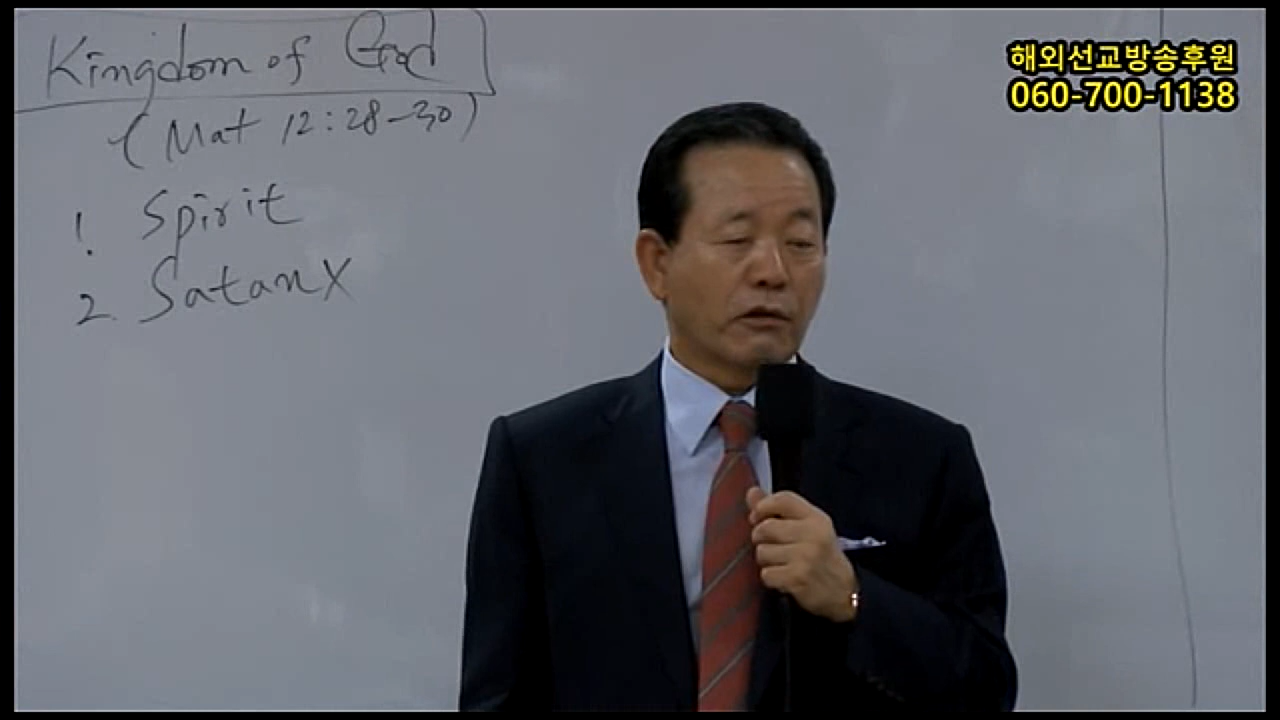 Kingdom of God
(Mat 12:28-30)
1. Spirit
2. Satan X
해외선교방송후원
060-700-1138